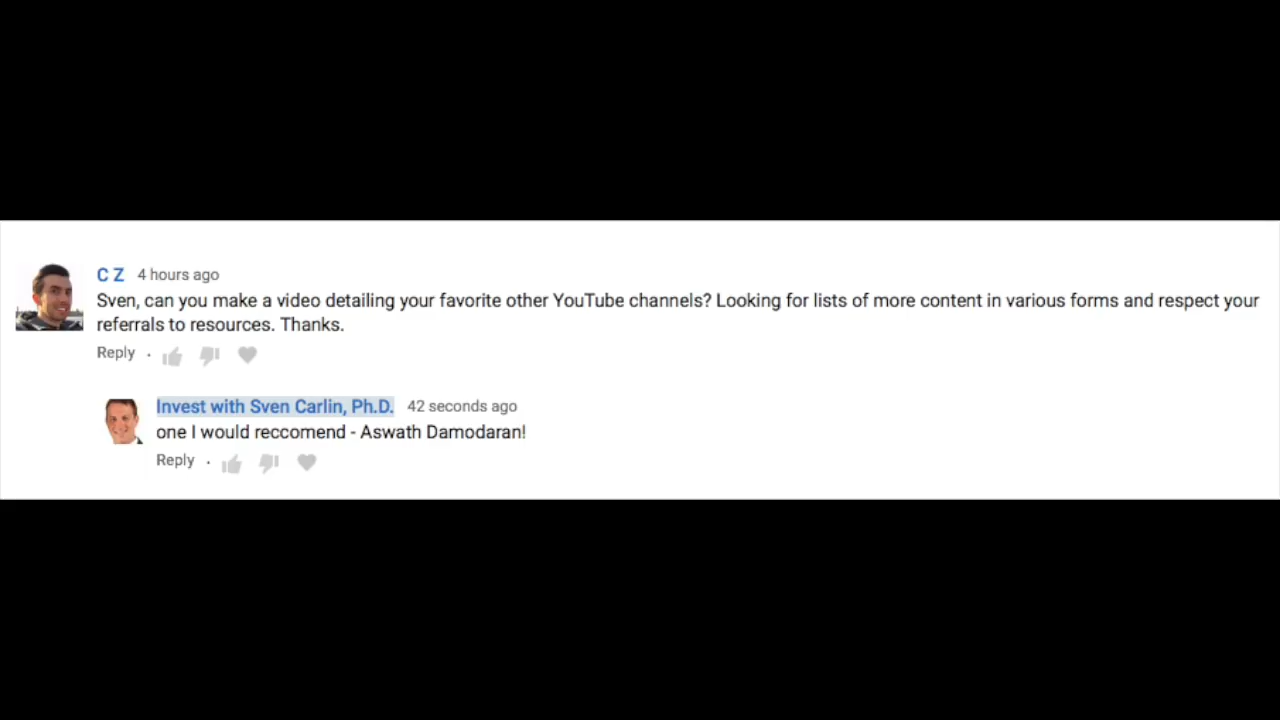 C Z 4 hours ago
Sven, can you make a video detailing your favorite other YouTube channels? Looking for lists of more content in various forms and respect your
referrals to resources. Thanks.
Reply ·
Invest with Sven Carlin, Ph.D. 42 seconds ago
one I would reccomend - Aswath Damodaran!
Reply ·